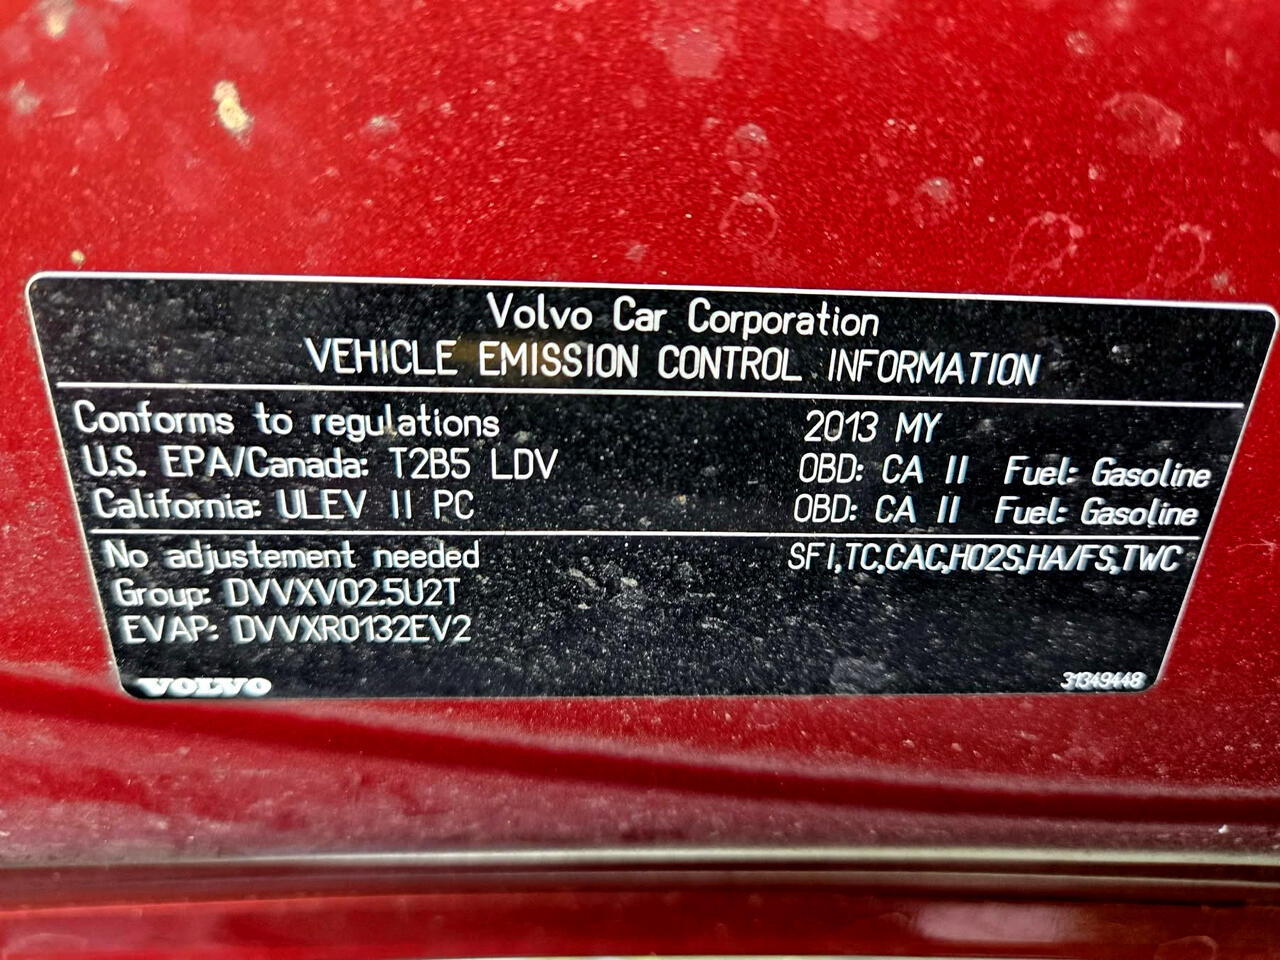 Volvo Car Corporation
VEHICLE EMISSION CONTROL INFORMATION
Conforms to regulations 2013 MY
U.S. EPA/Canada: T2B5 LDV OBD: CA II Fuel: Gasoline
California: ULEV II PC OBD: CA II Fuel: Gasoline
No adjustement needed SFI,TC,CAC,HO2S,HA/FS,TWC
Group: DVVXV02.5U2T
EVAP: DVVXR0132EV2
VOLVO 31349448